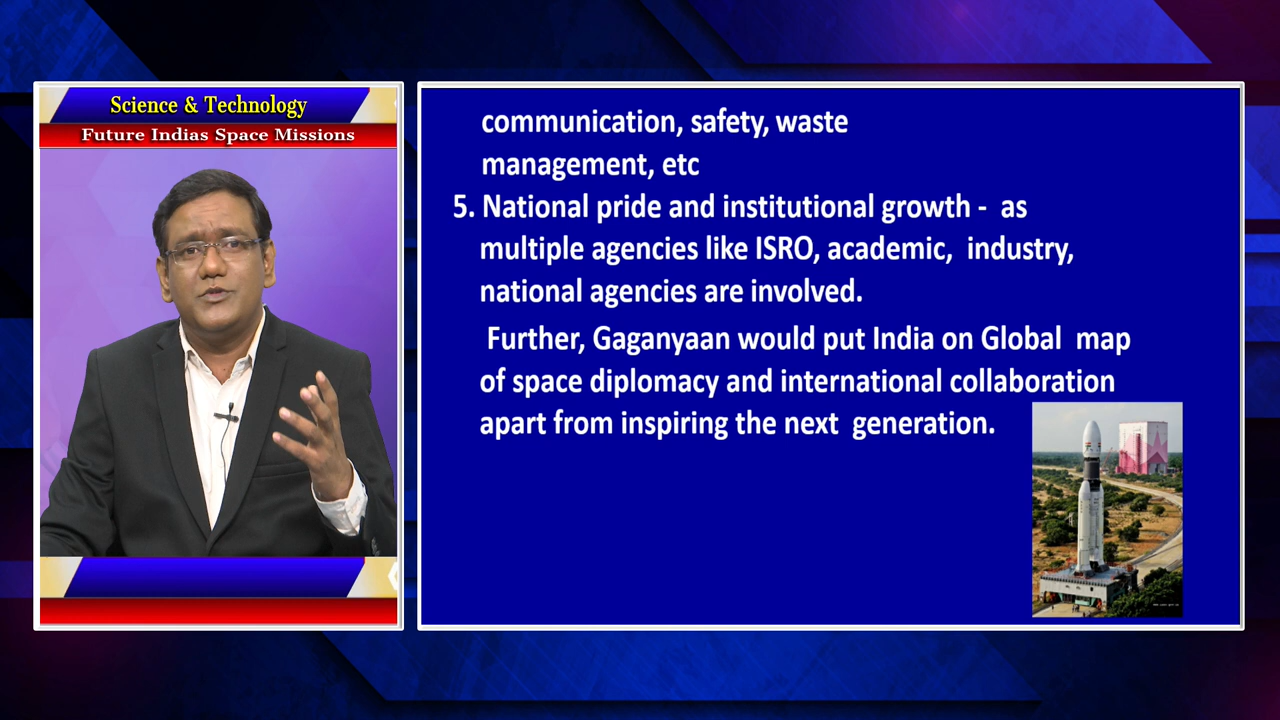 Science & Technology
Future Indias Space Missions
communication, safety, waste
management, etc
5. National pride and institutional growth - as
multiple agencies like ISRO, academic, industry,
national agencies are involved.
Further, Gaganyaan would put India on Global map
of space diplomacy and international collaboration
apart from inspiring the next generation.